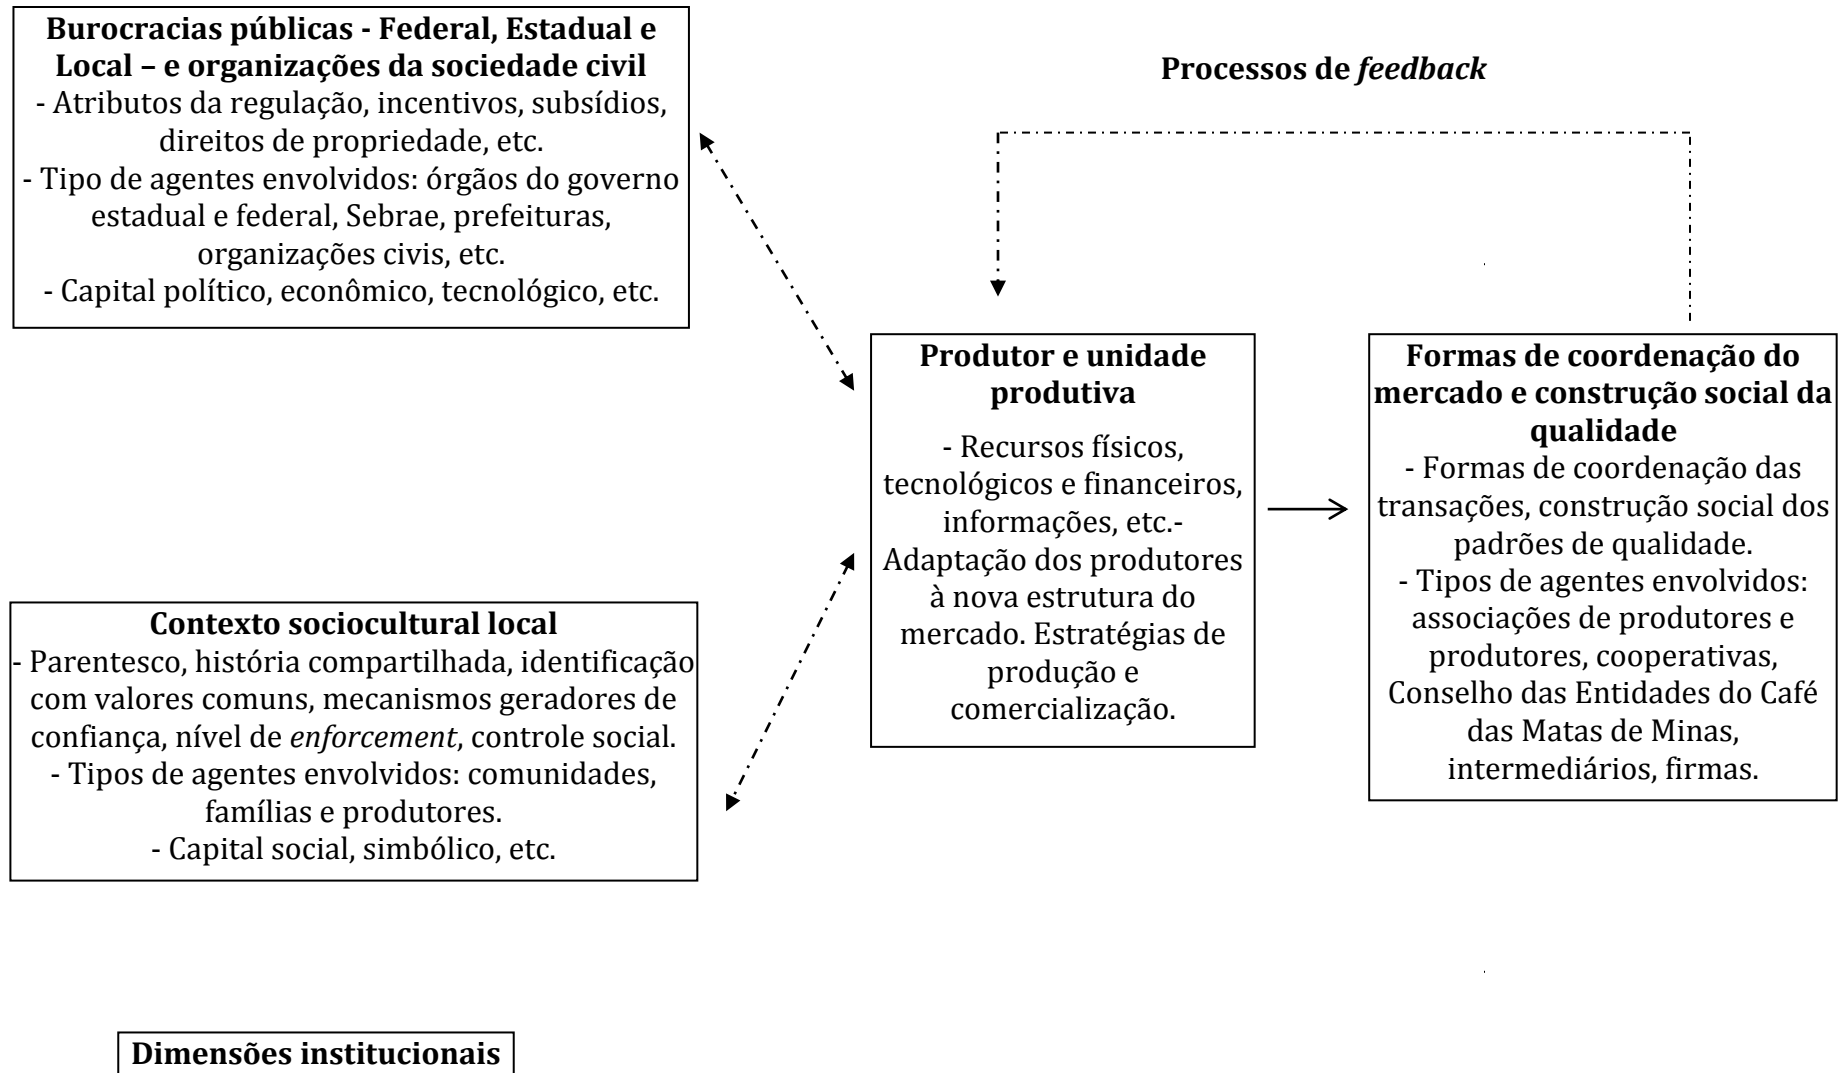 Burocracias públicas - Federal, Estadual e
Local – e organizações da sociedade civil
- Atributos da regulação, incentivos, subsídios,
direitos de propriedade, etc.
- Tipo de agentes envolvidos: órgãos do governo
estadual e federal, Sebrae, prefeituras,
organizações civis, etc.
- Capital político, econômico, tecnológico, etc.
Processos de feedback
Produtor e unidade
produtiva
- Recursos físicos,
tecnológicos e financeiros,
informações, etc.-
Adaptação dos produtores
à nova estrutura do
mercado. Estratégias de
produção e
comercialização.
Formas de coordenação do
mercado e construção social da
qualidade
- Formas de coordenação das
transações, construção social dos
padrões de qualidade.
- Tipos de agentes envolvidos:
associações de produtores e
produtores, cooperativas,
Conselho das Entidades do Café
das Matas de Minas,
intermediários, firmas.
Contexto sociocultural local
- Parentesco, história compartilhada, identificação
com valores comuns, mecanismos geradores de
confiança, nível de enforcement, controle social.
- Tipos de agentes envolvidos: comunidades,
famílias e produtores.
- Capital social, simbólico, etc.
Dimensões institucionais